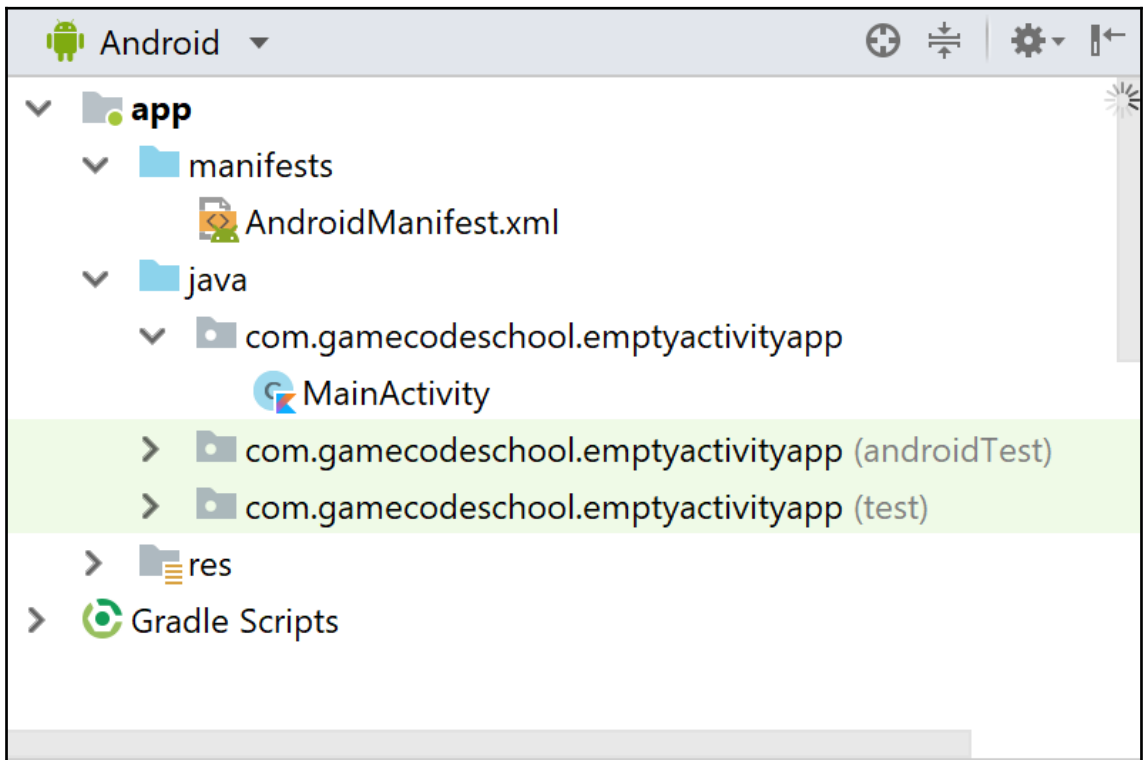 Android
app
manifests
AndroidManifest.xml
java
com.gamecodeschool.emptyactivityapp
MainActivity
com.gamecodeschool.emptyactivityapp (androidTest)
com.gamecodeschool.emptyactivityapp (test)
res
Gradle Scripts